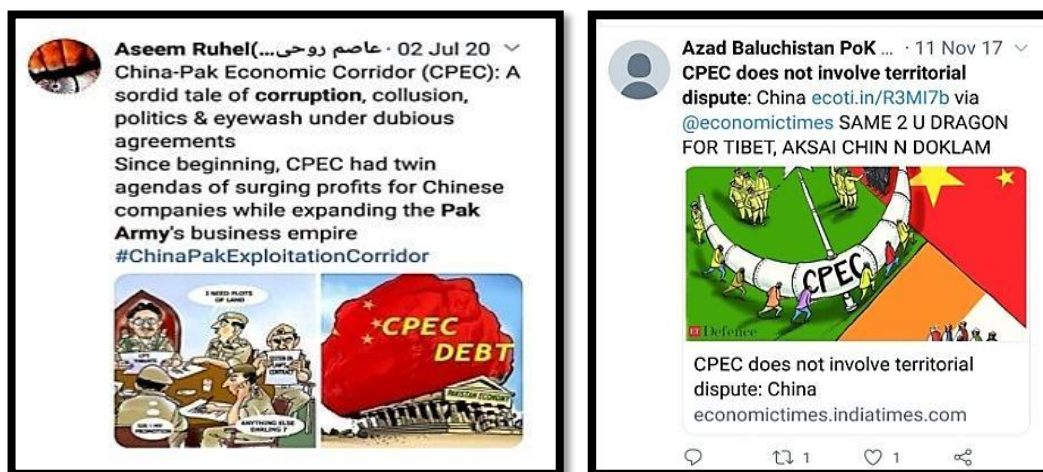 Aseem Ruhel(...عاصم روحی · 02 Jul 20
China-Pak Economic Corridor (CPEC): A
sordid tale of corruption, collusion,
politics & eyewash under dubious
agreements
Since beginning, CPEC had twin
agendas of surging profits for Chinese
companies while expanding the Pak
Army's business empire
#ChinaPakExploitationCorridor
I NEED PLOTS
OF LAND
ANYTHING ELSE
DARLING ?
CPEC
DEBT
PAKISTAN ECONOMY
Azad Baluchistan PoK ... · 11 Nov 17
CPEC does not involve territorial
dispute: China ecoti.in/R3MI7b via
@economictimes SAME 2 U DRAGON
FOR TIBET, AKSAI CHIN N DOKLAM
CPEC
ET Defence
CPEC does not involve territorial
dispute: China
economictimes.indiatimes.com
1
1